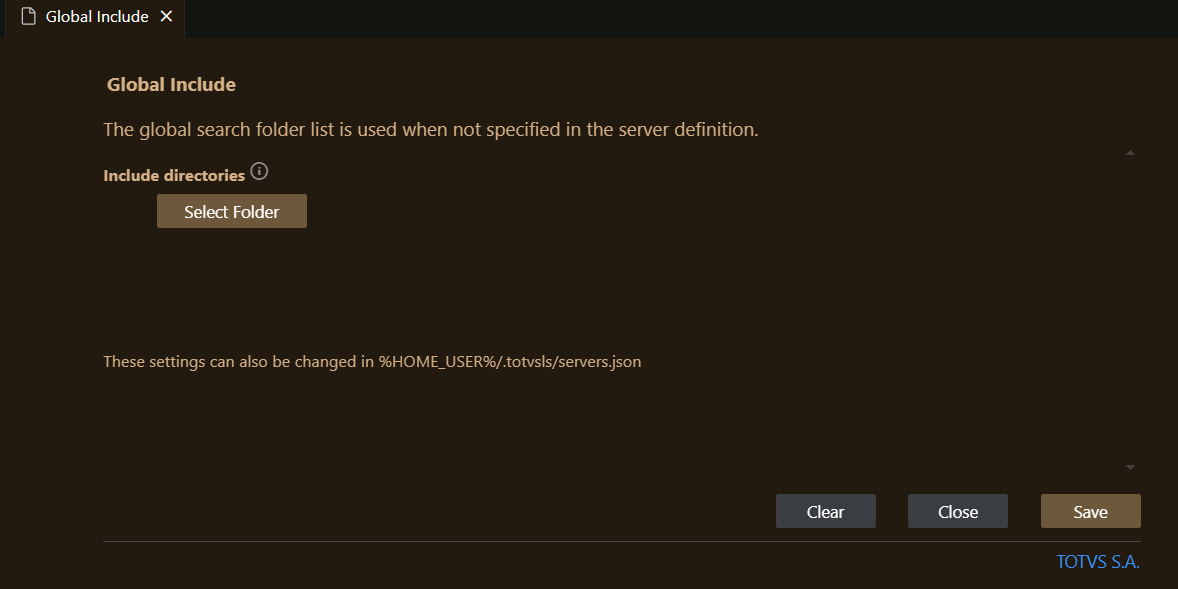 Global Include
Global Include
The global search folder list is used when not specified in the server definition.
Include directories
Select Folder
These settings can also be changed in %HOME_USER%/.totvsls/servers.json
Clear Close Save
TOTVS S.A.